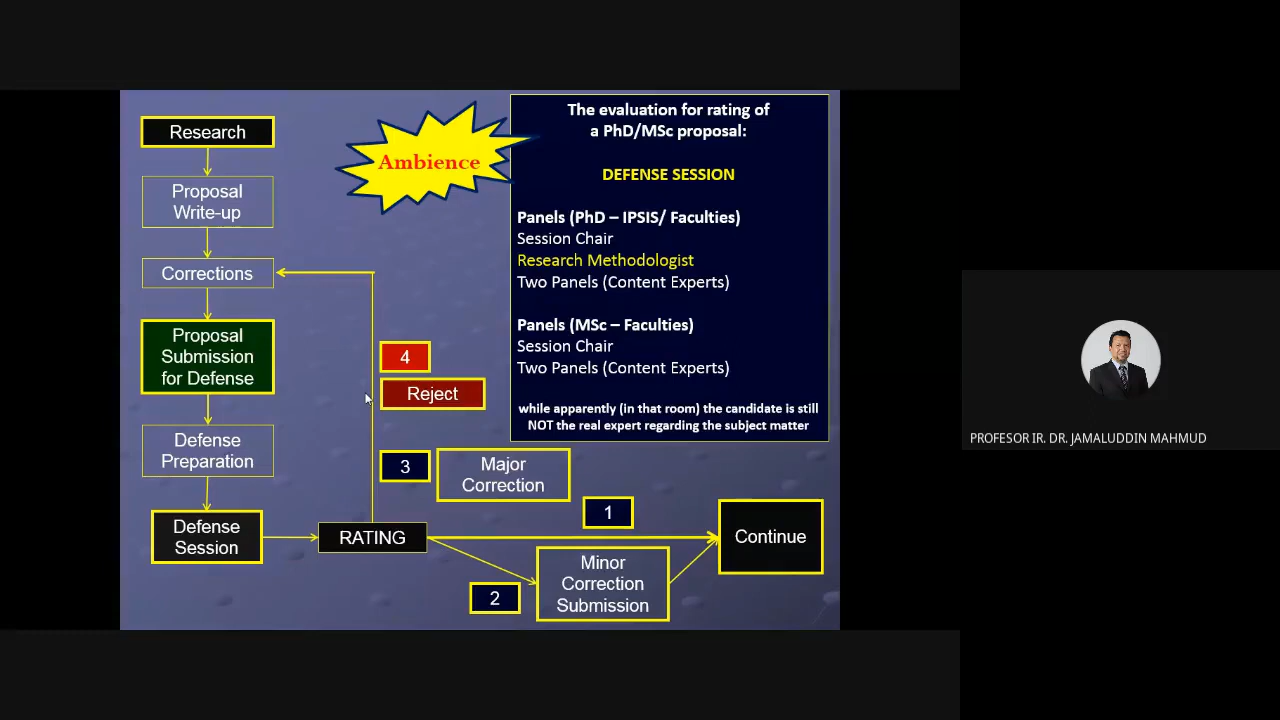 Research
Proposal
Write-up
Corrections
Proposal
Submission
for Defense
Defense
Preparation
Defense
Session
RATING
Ambience
4
Reject
3
Major
Correction
1
2
Minor
Correction
Submission
Continue
The evaluation for rating of
a PhD/MSc proposal:
DEFENSE SESSION
Panels (PhD – IPSIS/ Faculties)
Session Chair
Research Methodologist
Two Panels (Content Experts)
Panels (MSc – Faculties)
Session Chair
Two Panels (Content Experts)
while apparently (in that room) the candidate is still
NOT the real expert regarding the subject matter
PROFESOR IR. DR. JAMALUDDIN MAHMUD